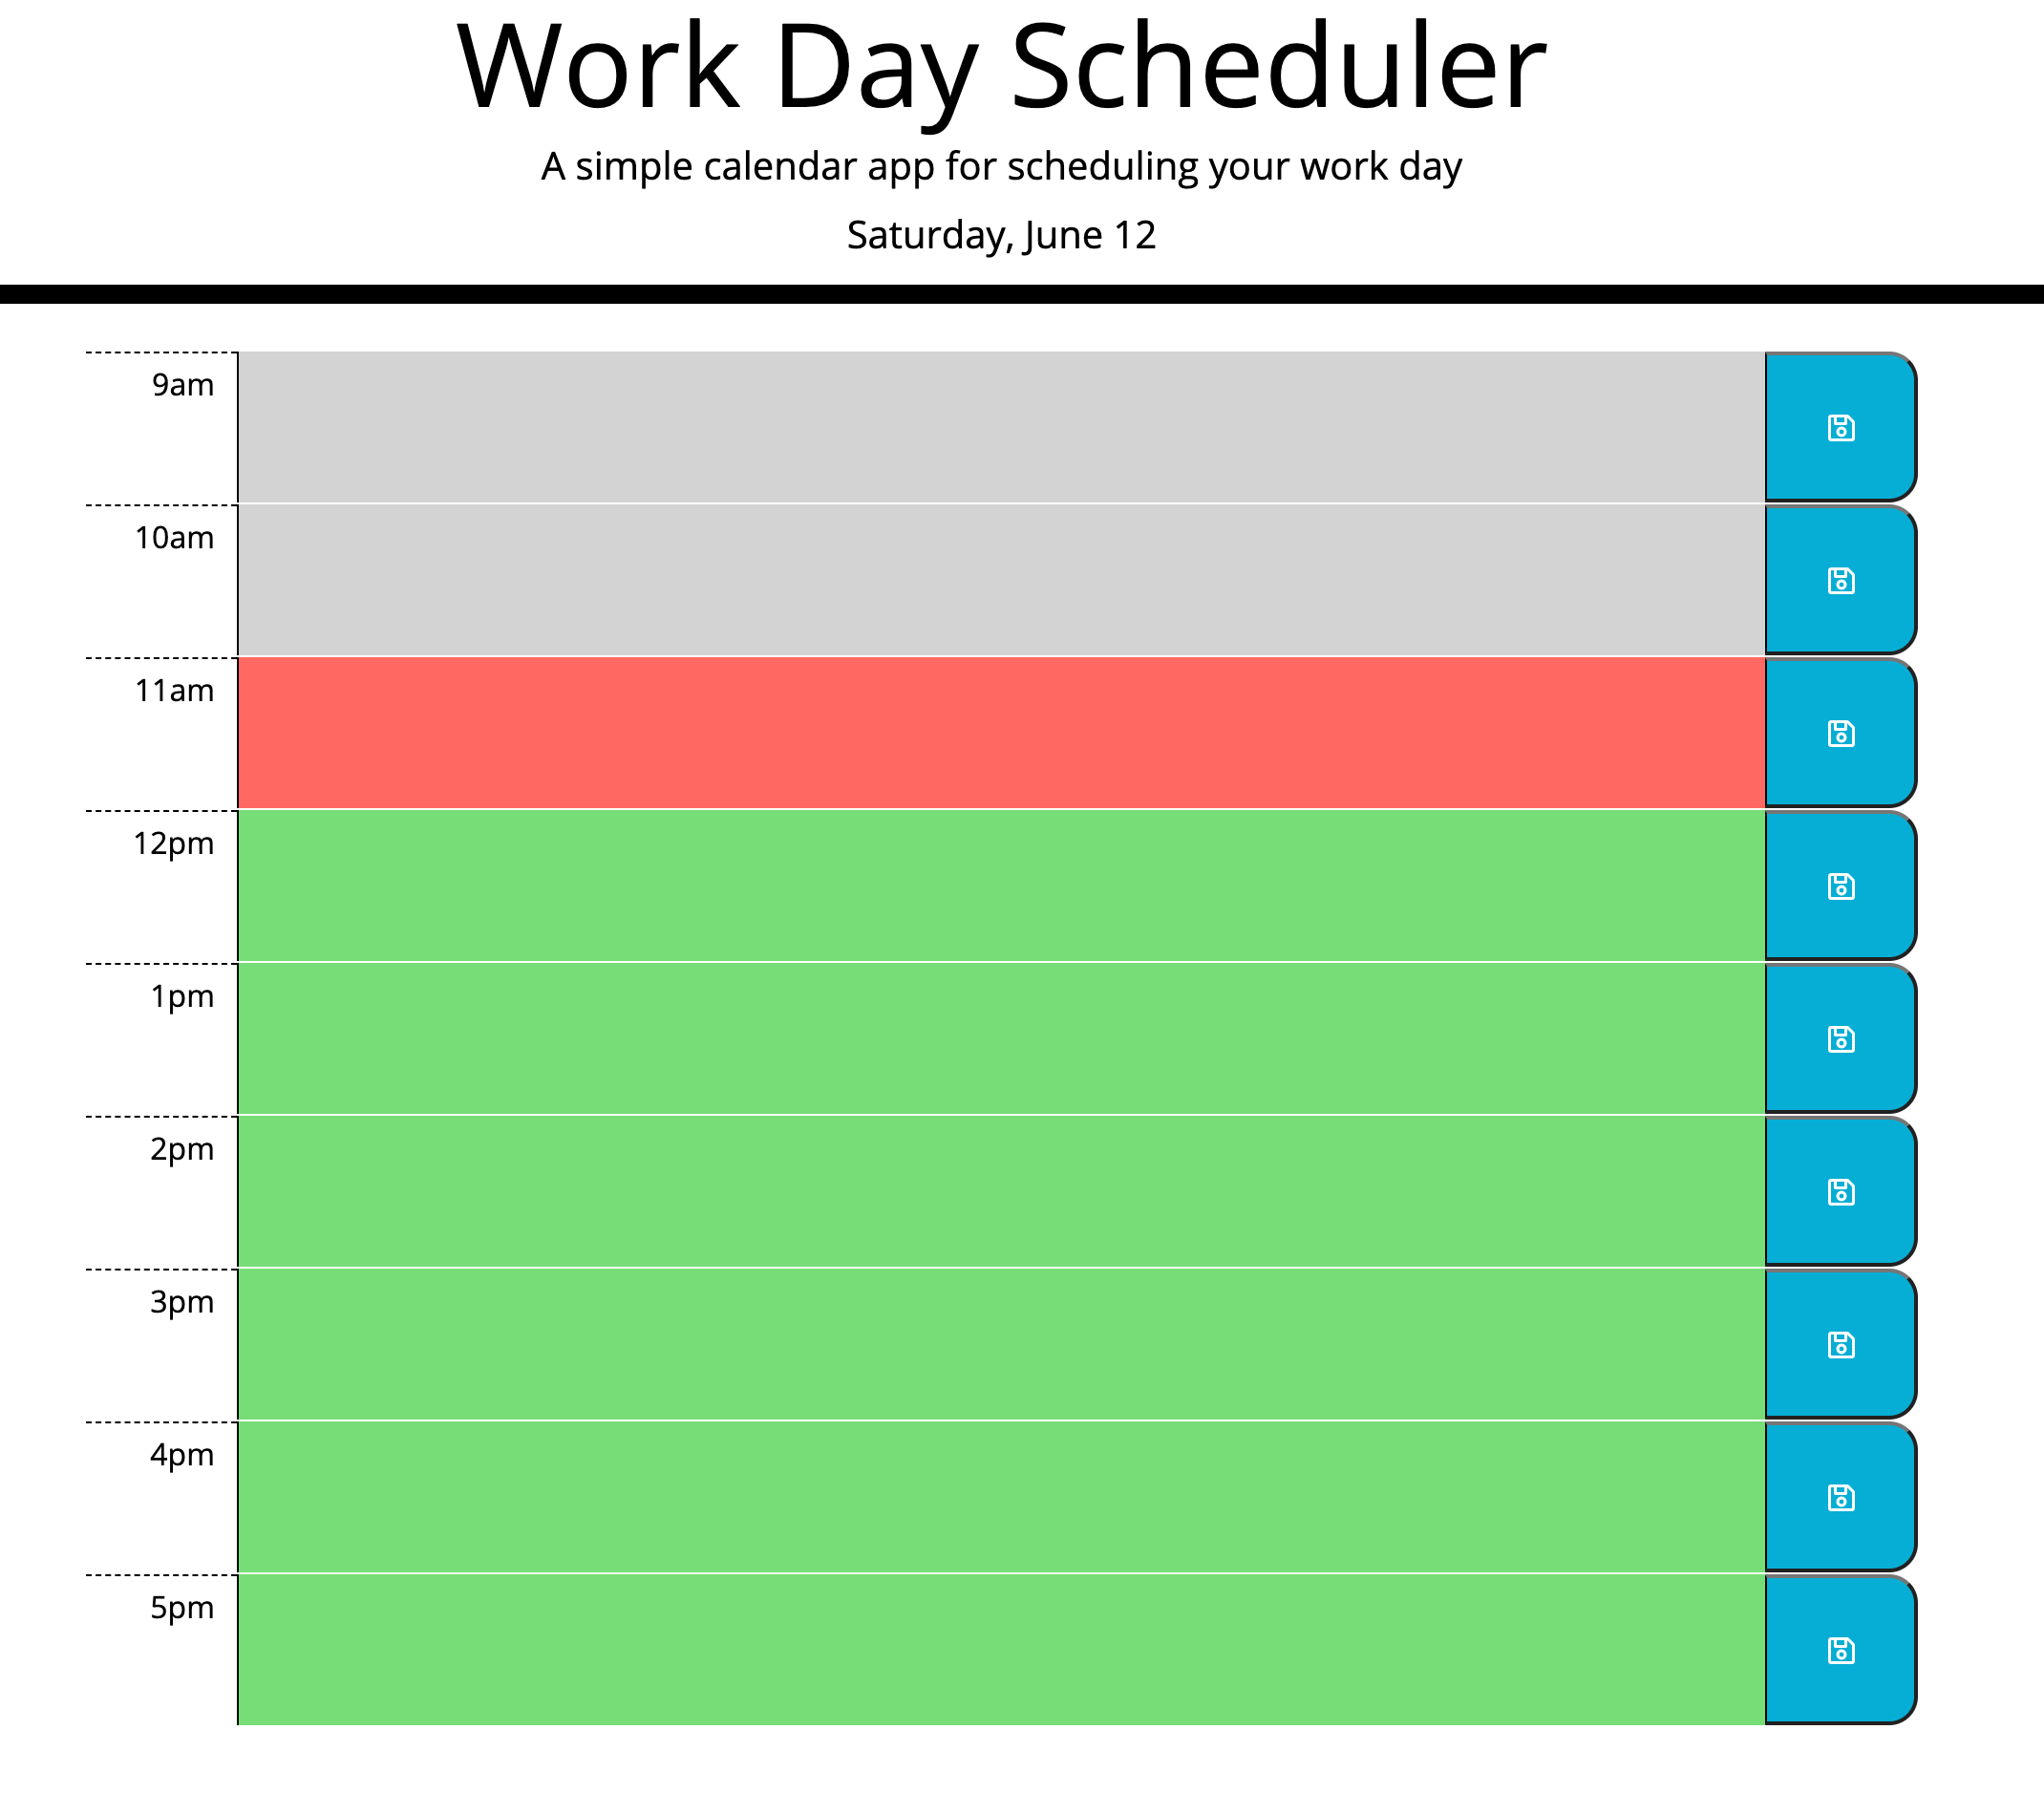 Work Day Scheduler
A simple calendar app for scheduling your work day
Saturday, June 12
9am
10am
11am
12pm
1pm
2pm
3pm
4pm
5pm